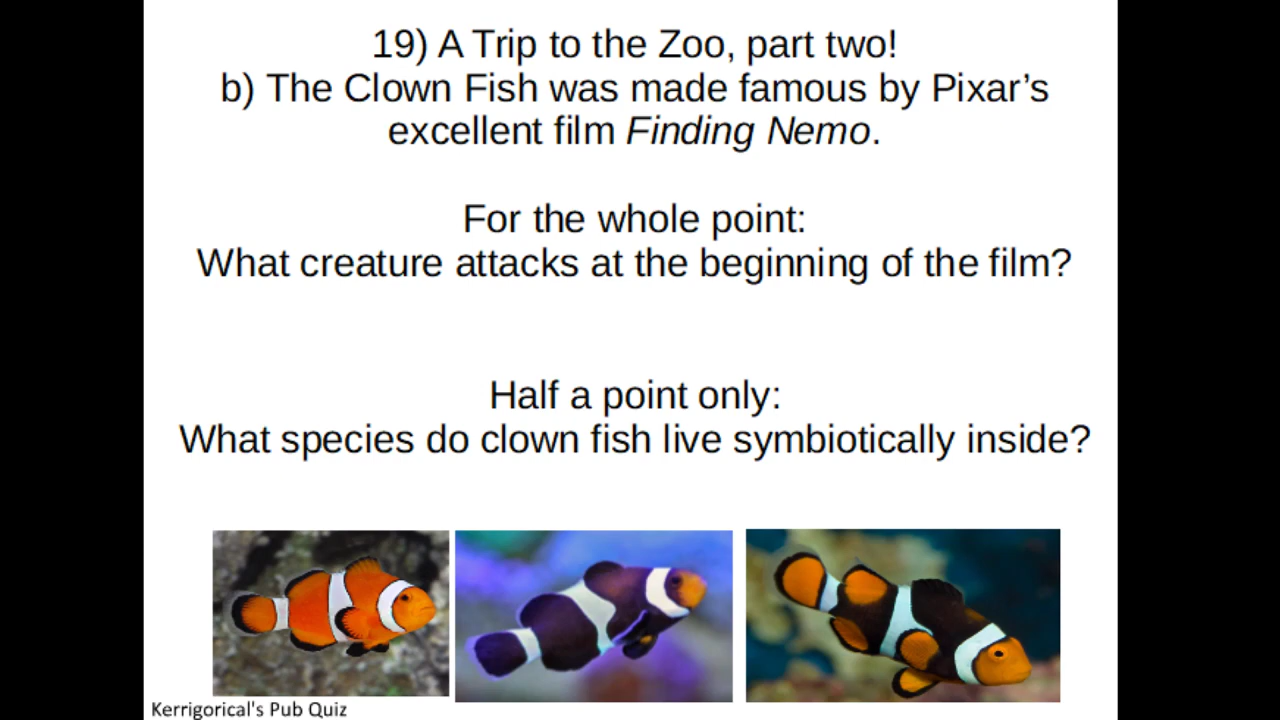 19) A Trip to the Zoo, part two!
b) The Clown Fish was made famous by Pixar’s
excellent film Finding Nemo.
For the whole point:
What creature attacks at the beginning of the film?
Half a point only:
What species do clown fish live symbiotically inside?
Kerrigorical's Pub Quiz